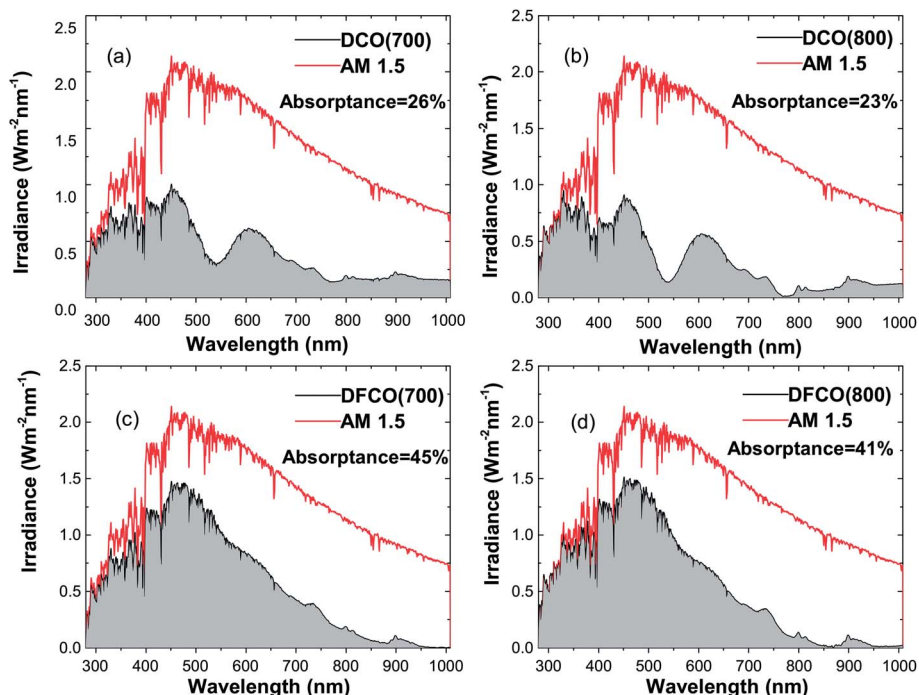 (a)
DCO(700)
AM 1.5
Absorptance=26%
2.5
2.0
1.5
1.0
0.5
0.0
Irradiance (Wm-2nm-1)
300 400 500 600 700 800 900 1000
Wavelength (nm)
(b)
DCO(800)
AM 1.5
Absorptance=23%
2.5
2.0
1.5
1.0
0.5
0.0
Irradiance (Wm-2nm-1)
300 400 500 600 700 800 900 1000
Wavelength (nm)
(c)
DFCO(700)
AM 1.5
Absorptance=45%
2.5
2.0
1.5
1.0
0.5
0.0
Irradiance (Wm-2nm-1)
300 400 500 600 700 800 900 1000
Wavelength (nm)
(d)
DFCO(800)
AM 1.5
Absorptance=41%
2.5
2.0
1.5
1.0
0.5
0.0
Irradiance (Wm-2nm-1)
300 400 500 600 700 800 900 1000
Wavelength (nm)